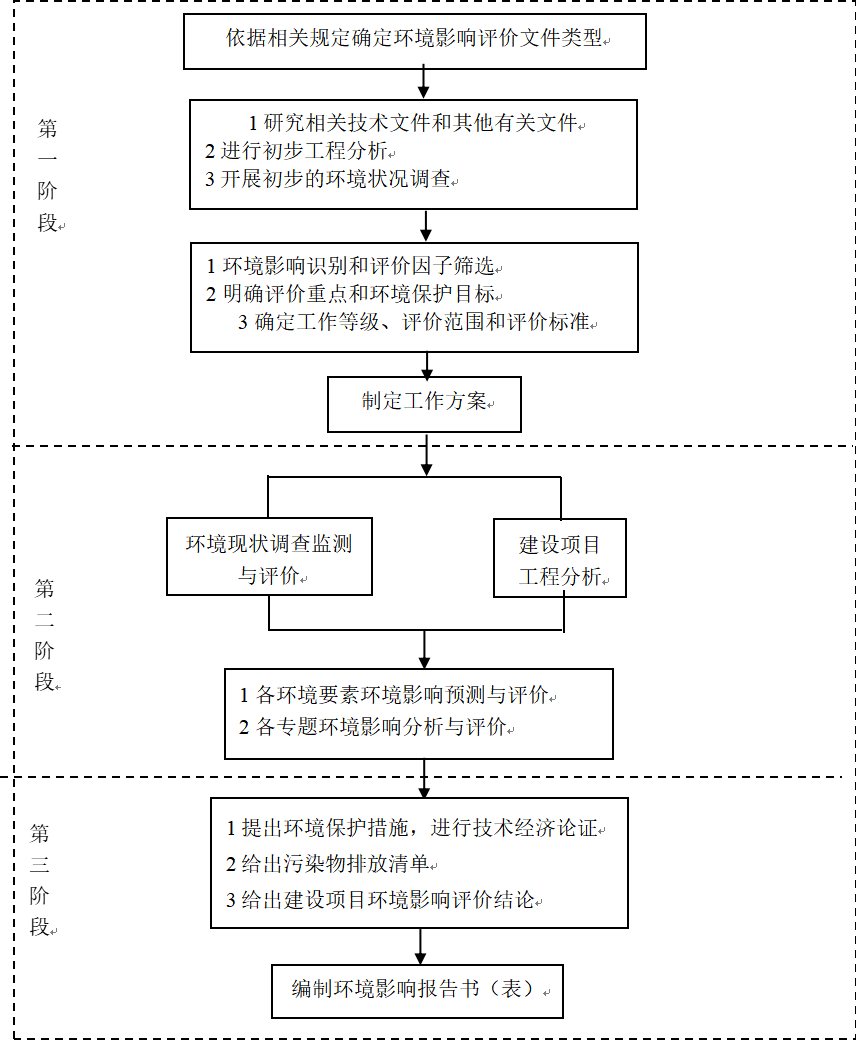 依据相关规定确定环境影响评价文件类型
第
一
阶
段
1 研究相关技术文件和其他有关文件
2 进行初步工程分析
3 开展初步的环境状况调查
1 环境影响识别和评价因子筛选
2 明确评价重点和环境保护目标
3 确定工作等级、评价范围和评价标准
制定工作方案
第
二
阶
段
环境现状调查监测
与评价
建设项目
工程分析
1 各环境要素环境影响预测与评价
2 各专题环境影响分析与评价
第
三
阶
段
1 提出环境保护措施，进行技术经济论证
2 给出污染物排放清单
3 给出建设项目环境影响评价结论
编制环境影响报告书（表）